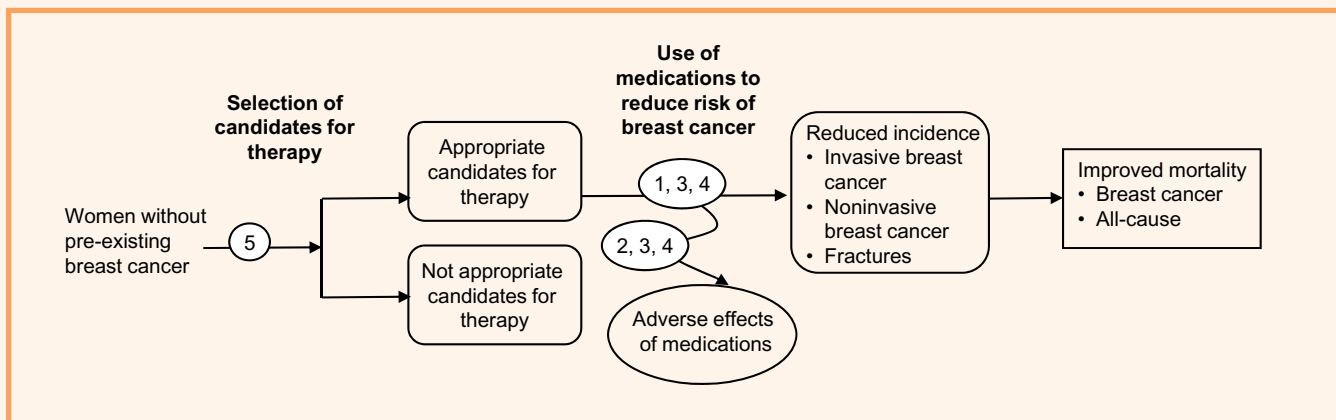 Use of
medications to
reduce risk of
breast cancer
Selection of
candidates for
therapy
Women without
pre-existing
breast cancer
5
Appropriate
candidates for
therapy
Not appropriate
candidates for
therapy
1, 3, 4
2, 3, 4
Adverse effects
of medications
Reduced incidence
• Invasive breast
cancer
• Noninvasive
breast cancer
• Fractures
Improved mortality
• Breast cancer
• All-cause